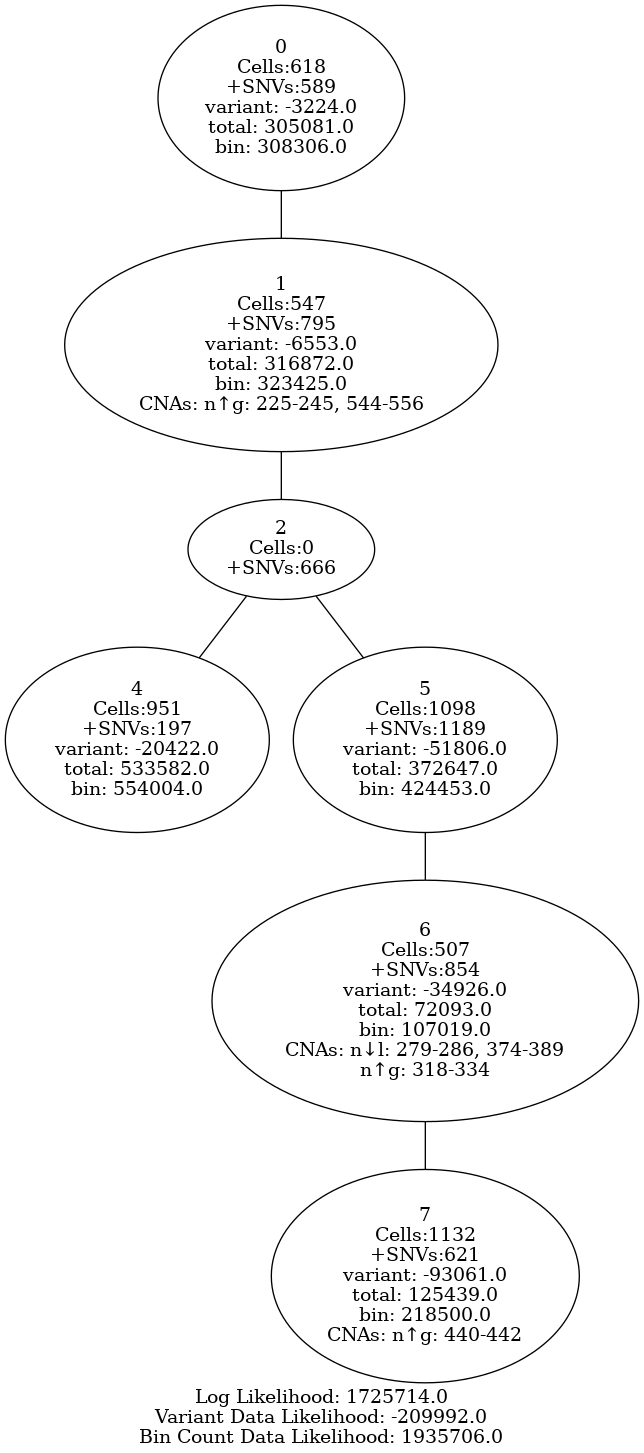 0
Cells:618
+SNVs:589
variant: -3224.0
total: 305081.0
bin: 308306.0
1
Cells:547
+SNVs:795
variant: -6553.0
total: 316872.0
bin: 323425.0
CNAs: n↑g: 225-245, 544-556
2
Cells:0
+SNVs:666
4
Cells:951
+SNVs:197
variant: -20422.0
total: 533582.0
bin: 554004.0
5
Cells:1098
+SNVs:1189
variant: -51806.0
total: 372647.0
bin: 424453.0
6
Cells:507
+SNVs:854
variant: -34926.0
total: 72093.0
bin: 107019.0
CNAs: n↓l: 279-286, 374-389
n↑g: 318-334
7
Cells:1132
+SNVs:621
variant: -93061.0
total: 125439.0
bin: 218500.0
CNAs: n↑g: 440-442
Log Likelihood: 1725714.0
Variant Data Likelihood: -209992.0
Bin Count Data Likelihood: 1935706.0